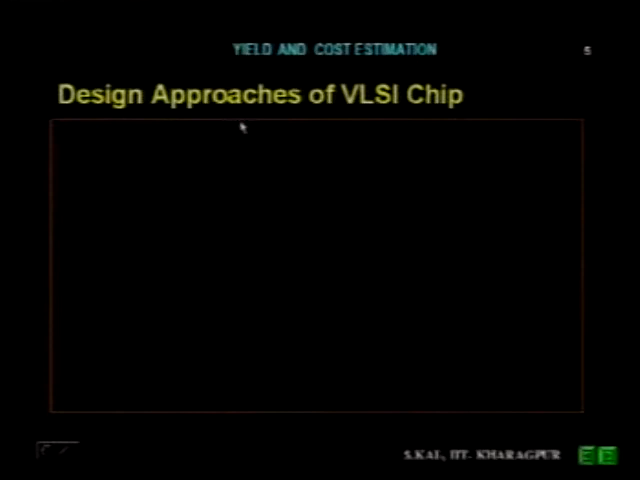 YIELD AND COST ESTIMATION
5
Design Approaches of VLSI Chip
S.KAL, IIT- KHARAGPUR